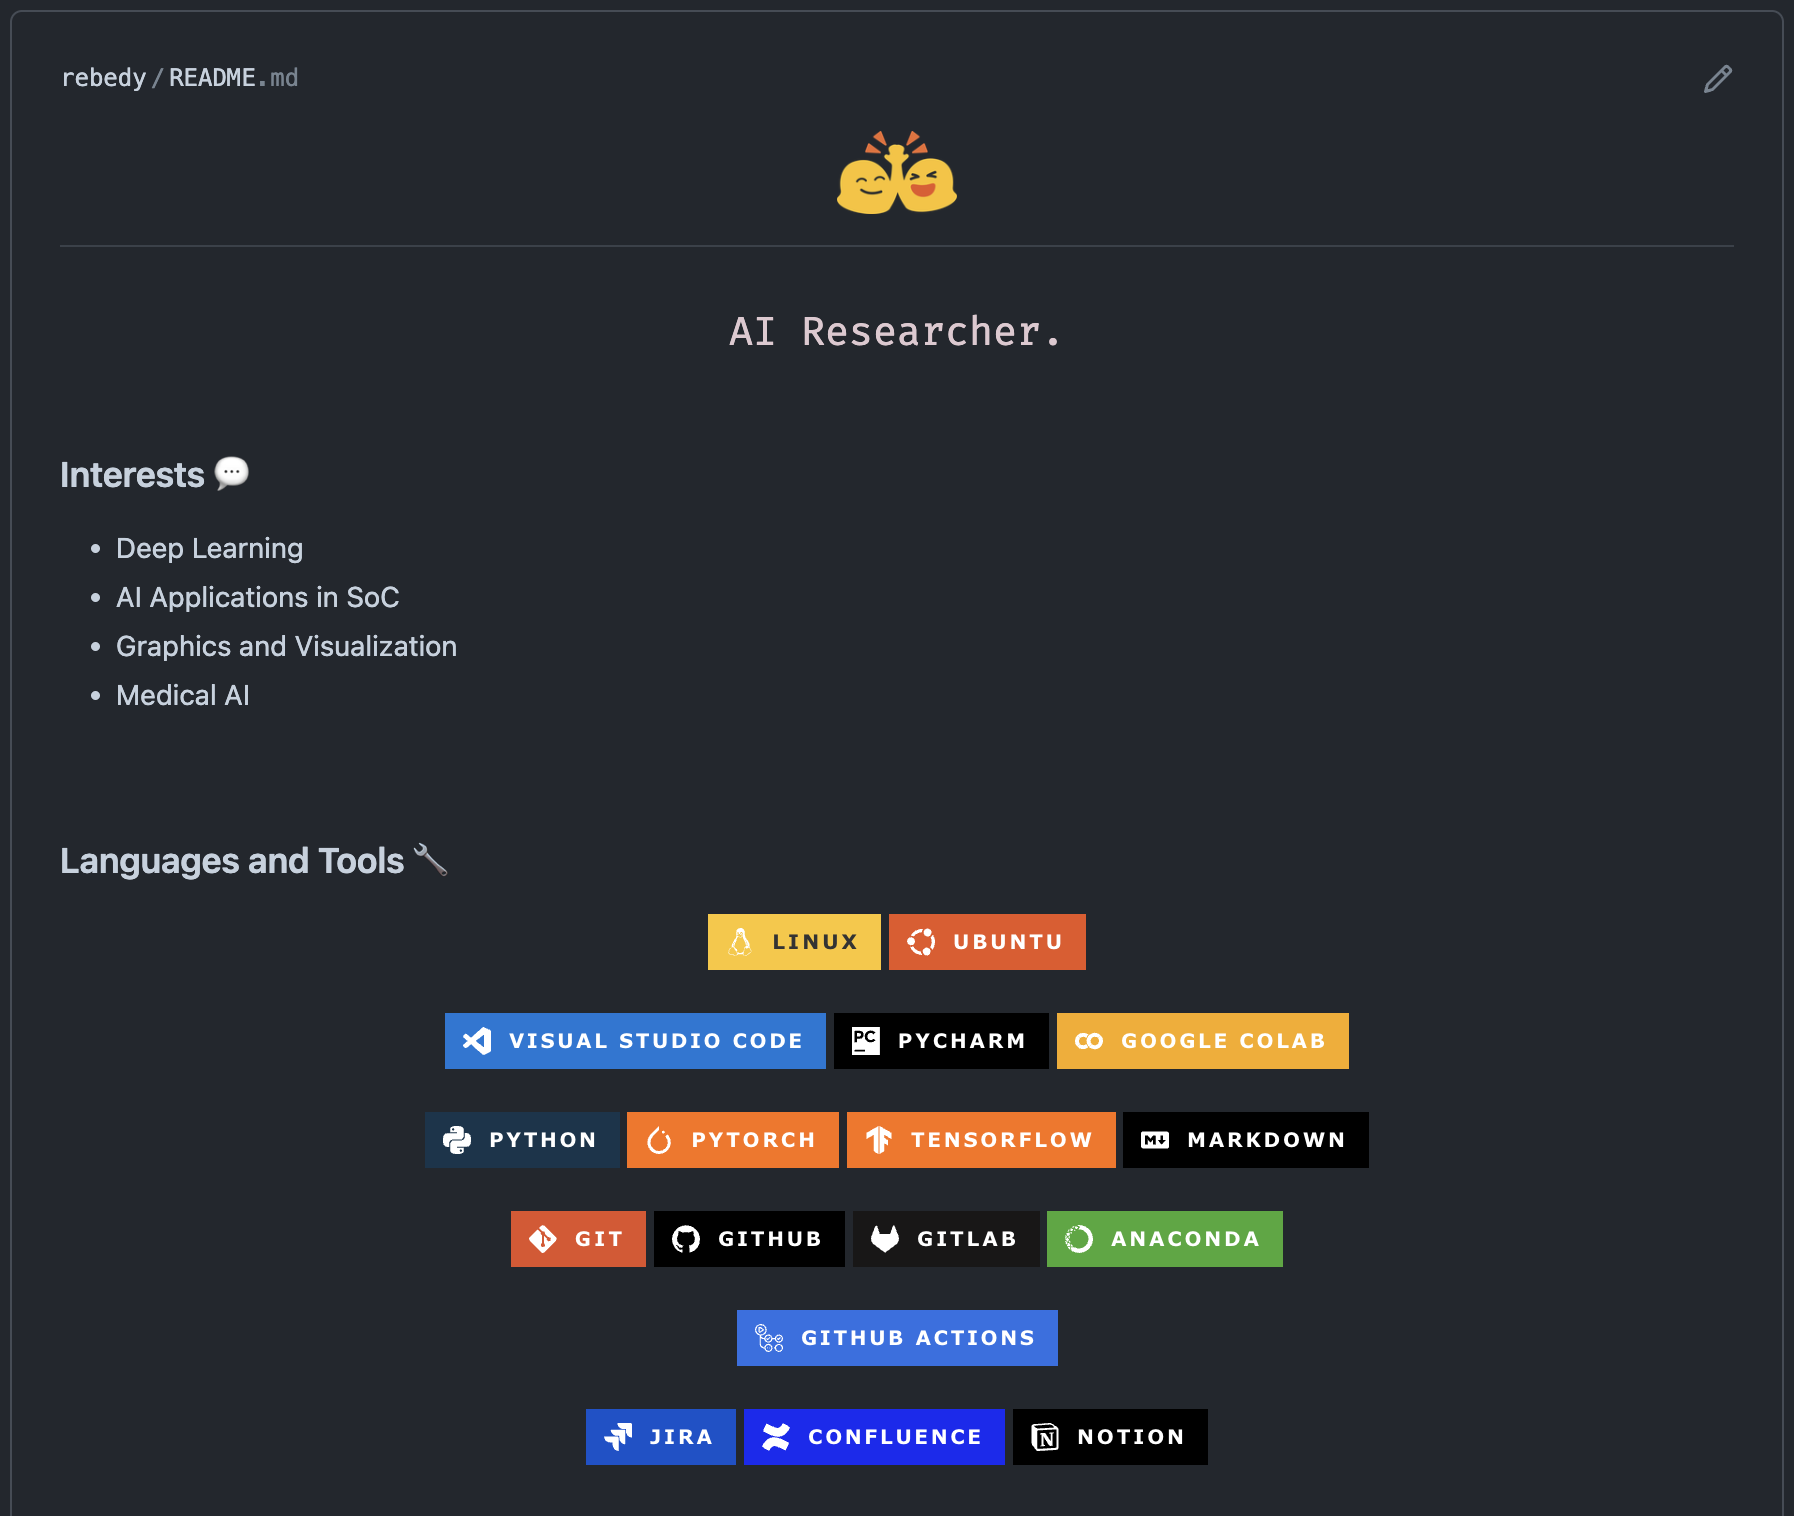 rebedy/README.md
AI Researcher.
Interests 💬
• Deep Learning
• AI Applications in SoC
• Graphics and Visualization
• Medical AI
Languages and Tools 🔧
LINUX UBUNTU
VISUAL STUDIO CODE PC PYCHARM GOOGLE COLAB
PYTHON PYTORCH TENSORFLOW M MARKDOWN
GIT GITHUB GITLAB ANACONDA
GITHUB ACTIONS
JIRA CONFLUENCE N NOTION